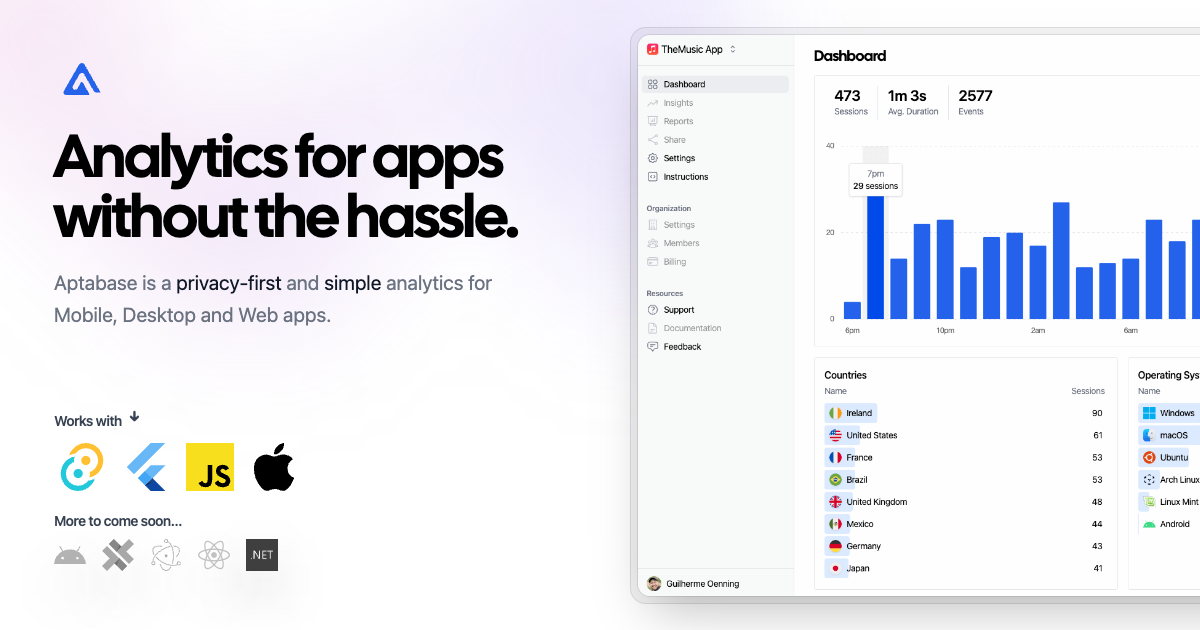 Analytics for apps
without the hassle.
Aptabase is a privacy-first and simple analytics for
Mobile, Desktop and Web apps.
Works with
JS
More to come soon...
.NET
TheMusic App
Dashboard
Insights
Reports
Share
Settings
Instructions
Organization
Settings
Members
Billing
Resources
Support
Documentation
Feedback
Guilherme Oenning
Dashboard
473 1m 3s 2577
Sessions Avg. Duration Events
40
7pm
29 sessions
20
0
6pm 10pm 2am 6am
Countries
Name Sessions
Ireland 90
United States 61
France 53
Brazil 53
United Kingdom 48
Mexico 44
Germany 43
Japan 41
Operating Sys
Name
Windows
macOS
Ubuntu
Arch Linux
Linux Mint
Android